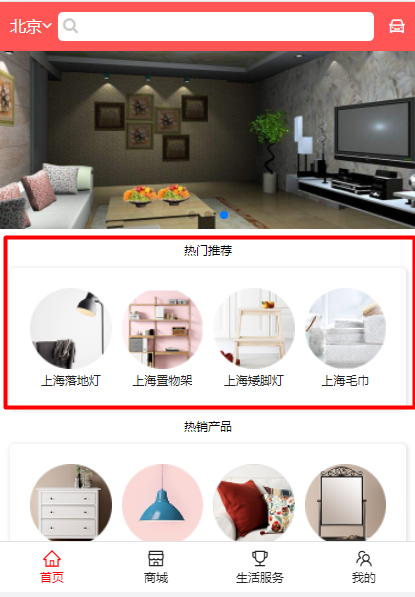 北京
热门推荐
上海落地灯
上海置物架
上海矮脚灯
上海毛巾
热销产品
首页
商城
生活服务
我的